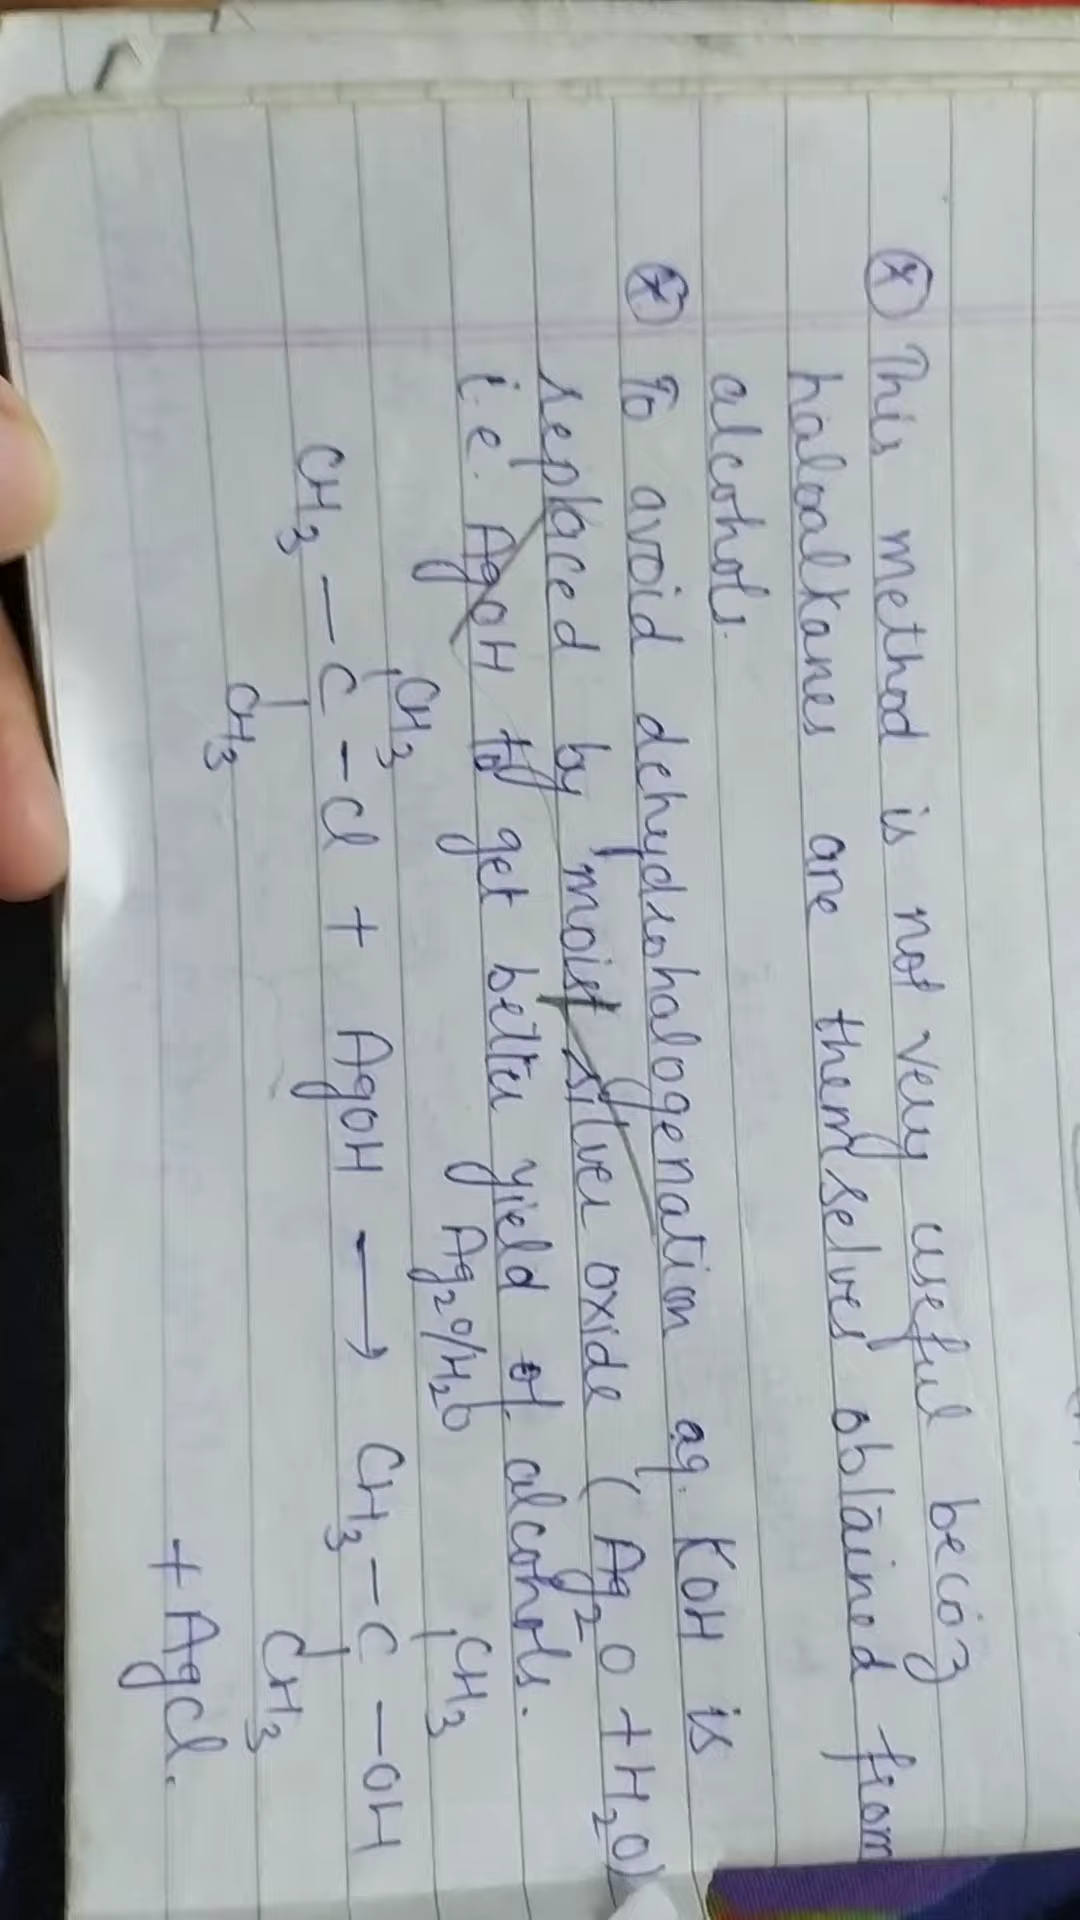 * This method is not very useful becoz
haloalkanes are themselves obtained from
alcohols.
* To avoid dehydrohalogenation aq. KOH is
replaced by moist silver oxide (Ag2O + H2O)
i.e. AgOH to get better yield of alcohols.
CH3 Ag2O/H2O CH3
CH3 — C - Cl + AgOH ⟶ CH3 — C - OH
CH3 CH3
+ AgCl.